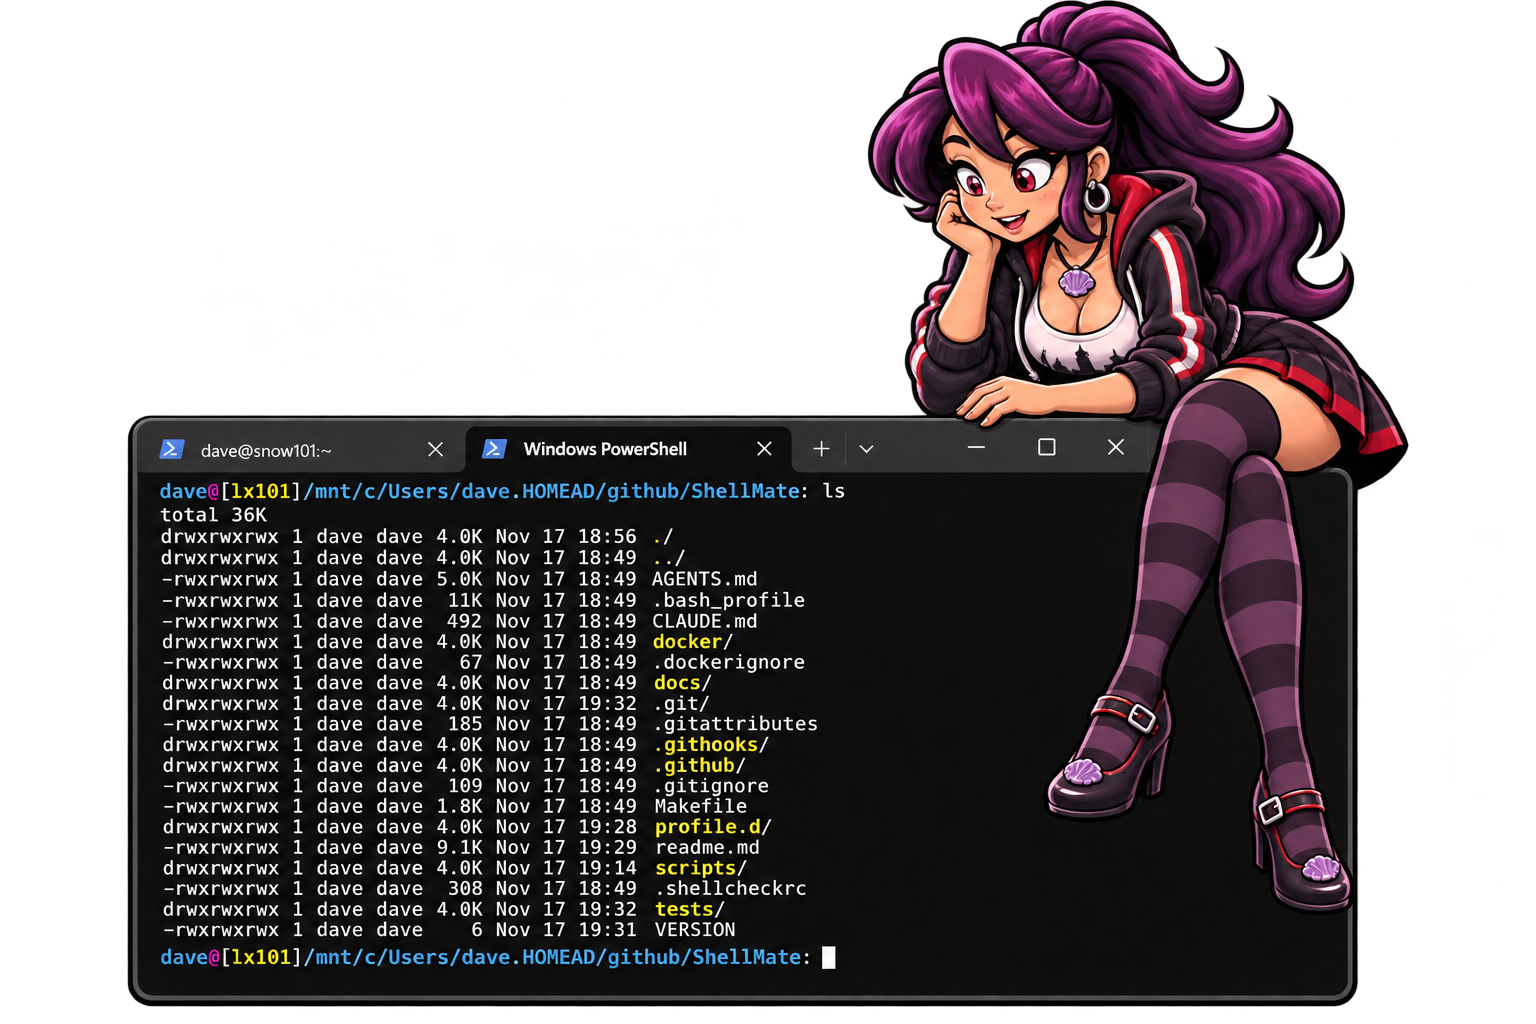 dave@snow101:~
Windows PowerShell
dave@[lx101]/mnt/c/Users/dave.HOMEAD/github/ShellMate: ls
total 36K
drwxrwxrwx 1 dave dave 4.0K Nov 17 18:56 ./
drwxrwxrwx 1 dave dave 4.0K Nov 17 18:49 ../
-rwxrwxrwx 1 dave dave 5.0K Nov 17 18:49 AGENTS.md
-rwxrwxrwx 1 dave dave 11K Nov 17 18:49 .bash_profile
-rwxrwxrwx 1 dave dave 492 Nov 17 18:49 CLAUDE.md
drwxrwxrwx 1 dave dave 4.0K Nov 17 18:49 docker/
-rwxrwxrwx 1 dave dave 67 Nov 17 18:49 .dockerignore
drwxrwxrwx 1 dave dave 4.0K Nov 17 18:49 docs/
drwxrwxrwx 1 dave dave 4.0K Nov 17 19:32 .git/
-rwxrwxrwx 1 dave dave 185 Nov 17 18:49 .gitattributes
drwxrwxrwx 1 dave dave 4.0K Nov 17 18:49 .githooks/
drwxrwxrwx 1 dave dave 4.0K Nov 17 18:49 .github/
-rwxrwxrwx 1 dave dave 109 Nov 17 18:49 .gitignore
-rwxrwxrwx 1 dave dave 1.8K Nov 17 18:49 Makefile
drwxrwxrwx 1 dave dave 4.0K Nov 17 19:28 profile.d/
-rwxrwxrwx 1 dave dave 9.1K Nov 17 19:29 readme.md
drwxrwxrwx 1 dave dave 4.0K Nov 17 19:14 scripts/
-rwxrwxrwx 1 dave dave 308 Nov 17 18:49 .shellcheckrc
drwxrwxrwx 1 dave dave 4.0K Nov 17 19:32 tests/
-rwxrwxrwx 1 dave dave 6 Nov 17 19:31 VERSION
dave@[lx101]/mnt/c/Users/dave.HOMEAD/github/ShellMate: